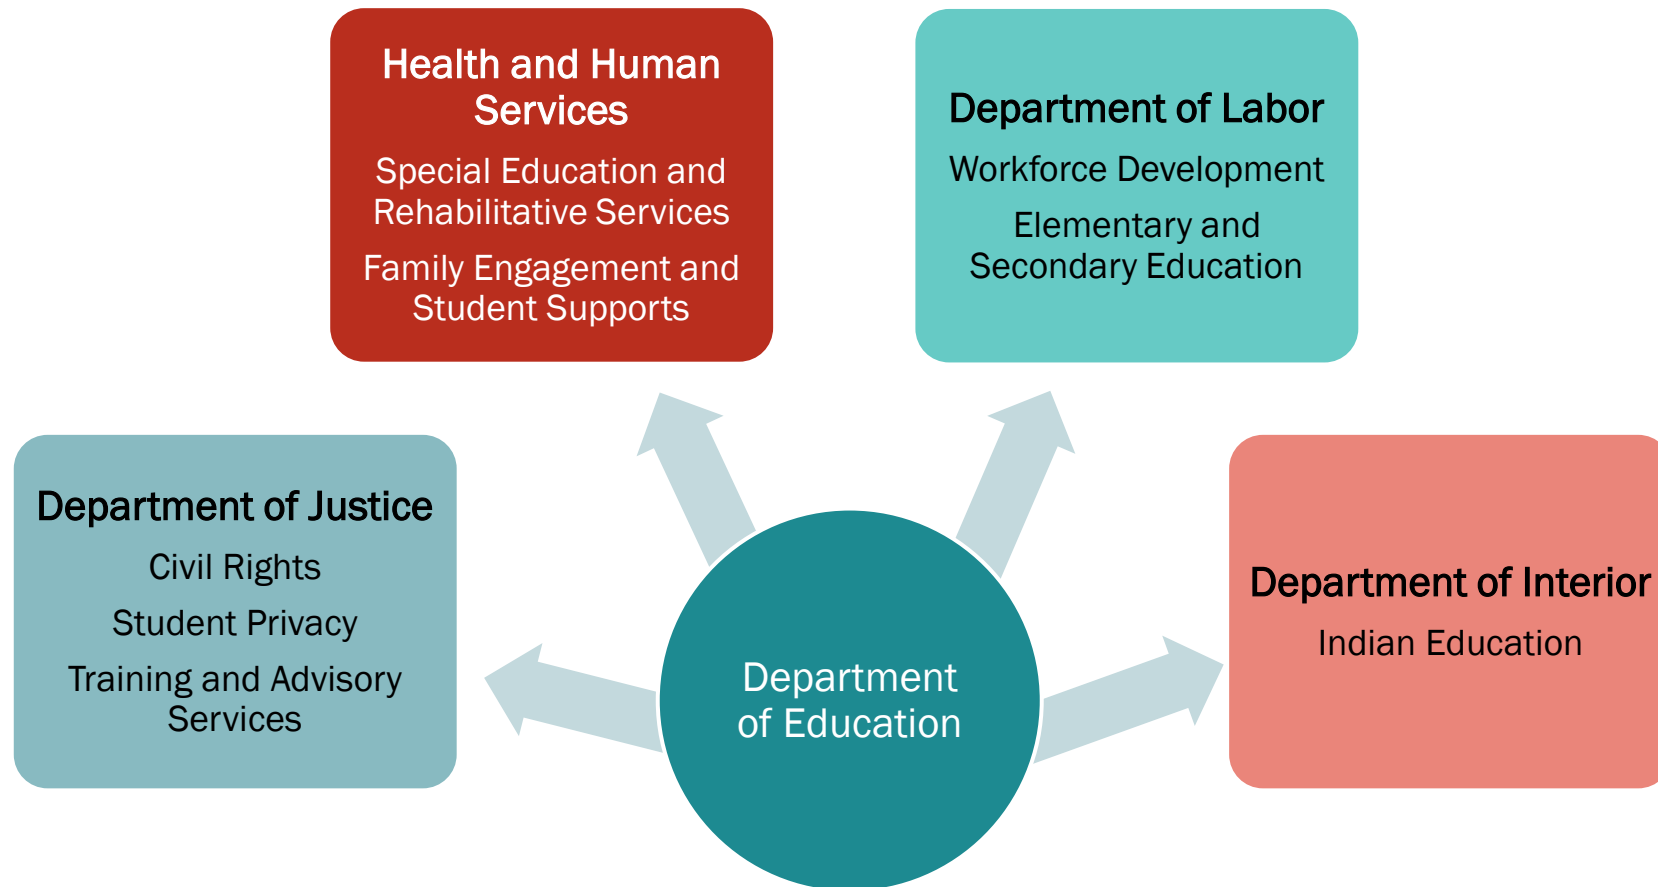 Health and Human
Services
Special Education and
Rehabilitative Services
Family Engagement and
Student Supports
Department of Labor
Workforce Development
Elementary and
Secondary Education
Department of Justice
Civil Rights
Student Privacy
Training and Advisory
Services
Department
of Education
Department of Interior
Indian Education